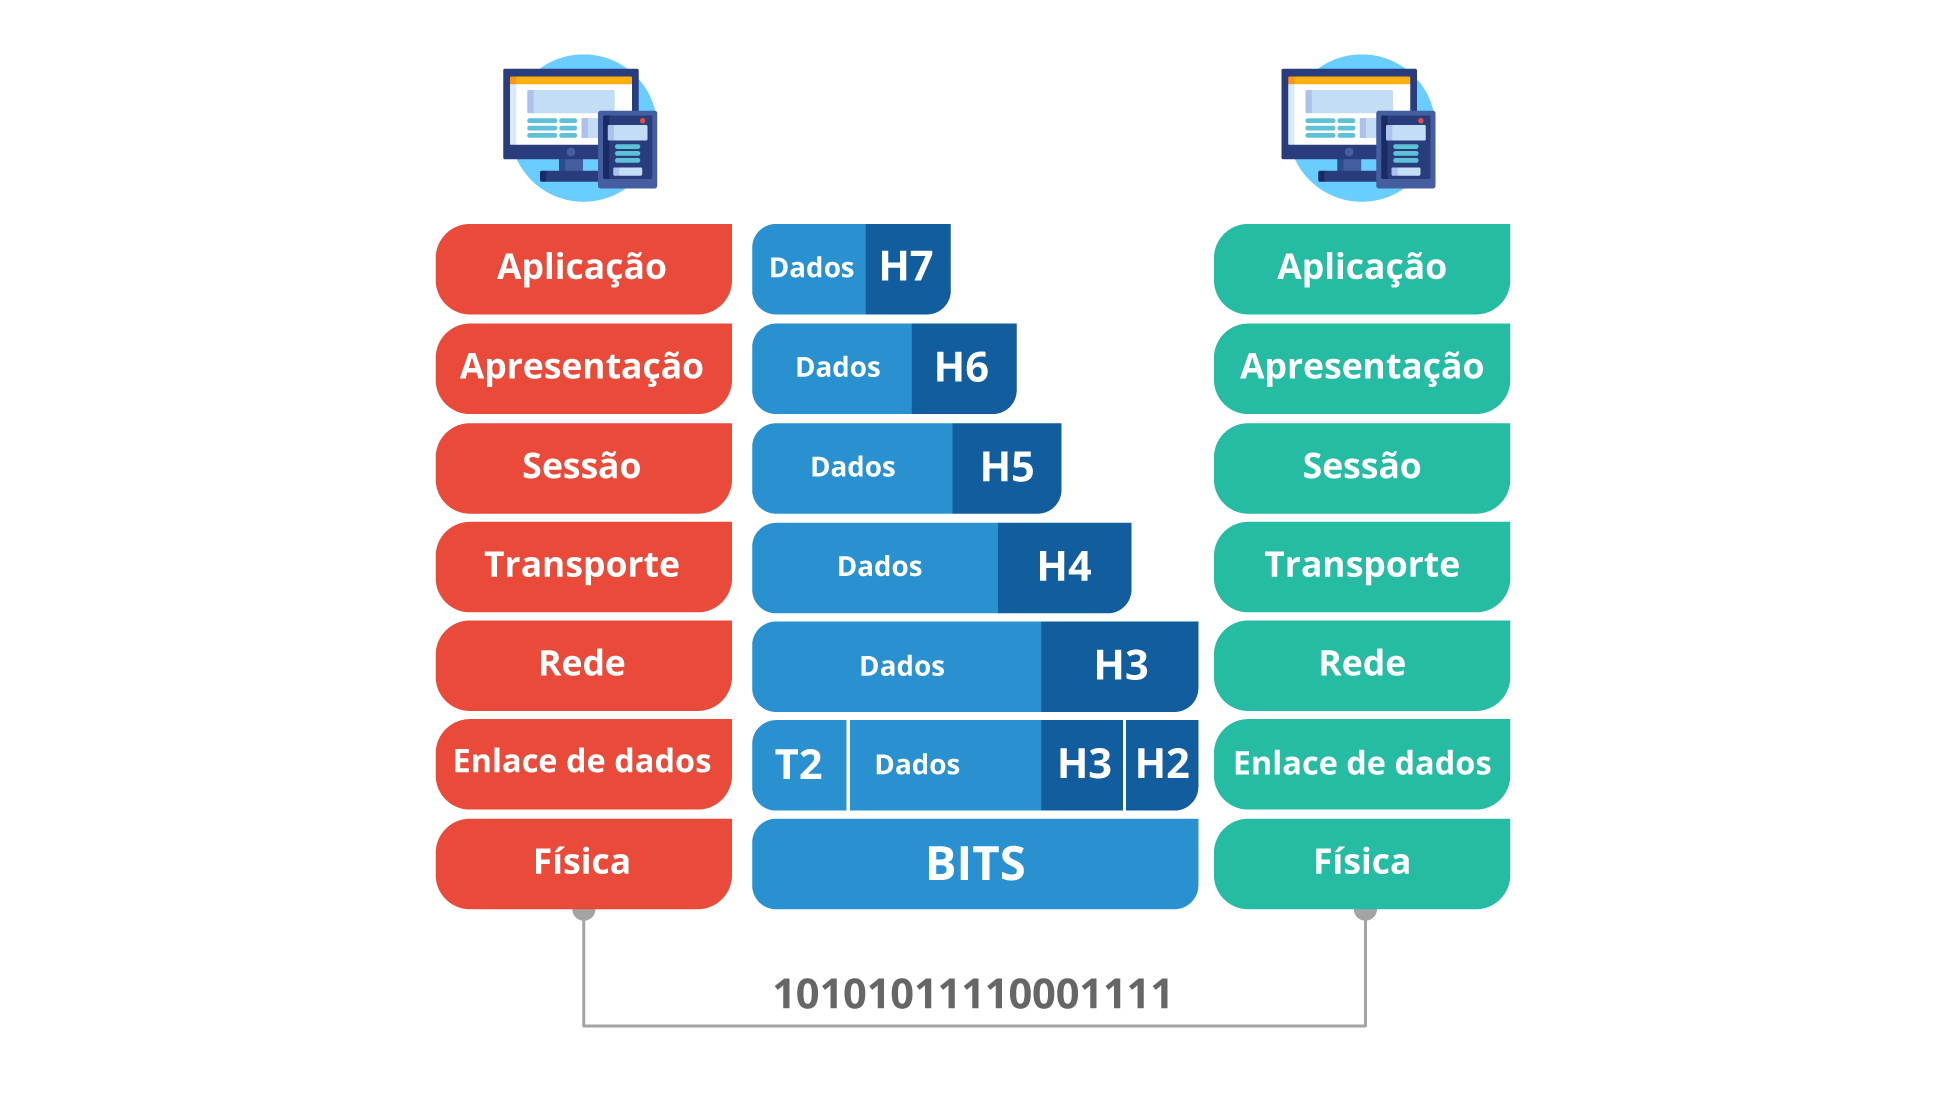 Aplicação Dados H7 Aplicação
Apresentação Dados H6 Apresentação
Sessão Dados H5 Sessão
Transporte Dados H4 Transporte
Rede Dados H3 Rede
Enlace de dados T2 Dados H3 H2 Enlace de dados
Física BITS Física
10101011110001111